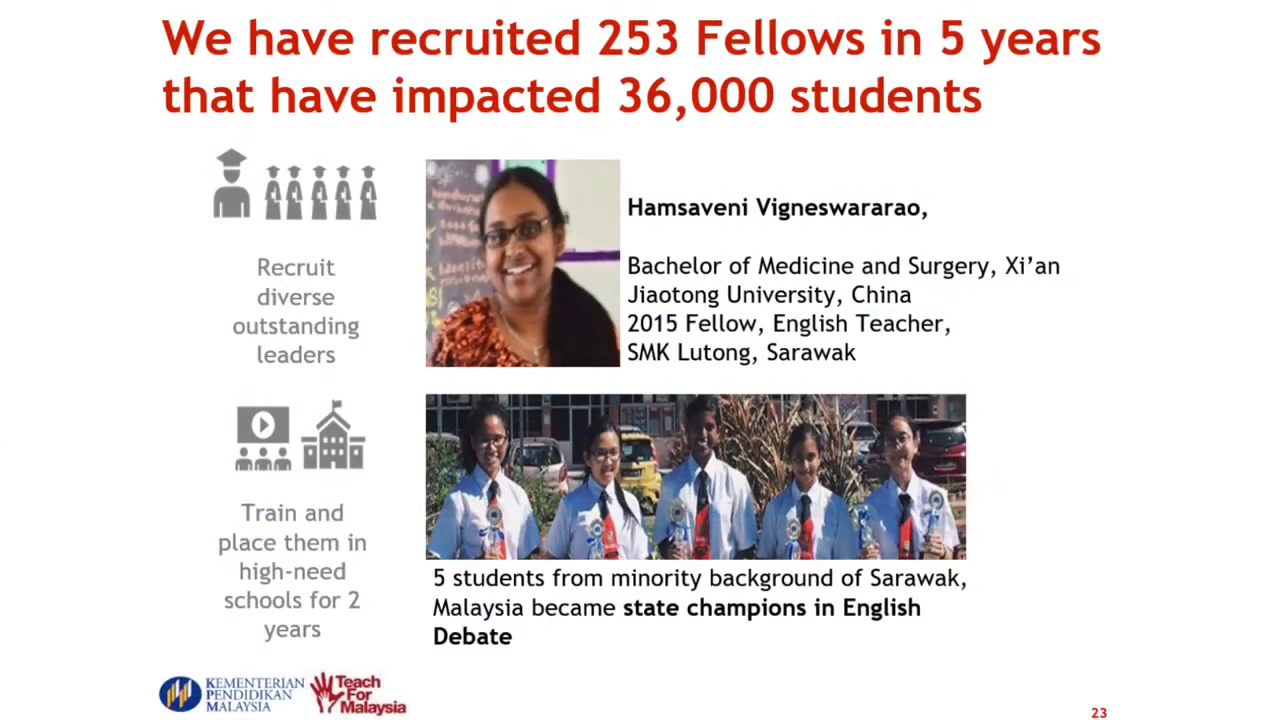 We have recruited 253 Fellows in 5 years
that have impacted 36,000 students
Recruit
diverse
outstanding
leaders
Hamsaveni Vigneswararao,
Bachelor of Medicine and Surgery, Xi’an
Jiaotong University, China
2015 Fellow, English Teacher,
SMK Lutong, Sarawak
Train and
place them in
high-need
schools for 2
years
5 students from minority background of Sarawak,
Malaysia became state champions in English
Debate
KEMENTERIAN
PENDIDIKAN
MALAYSIA
Teach
For
Malaysia
23